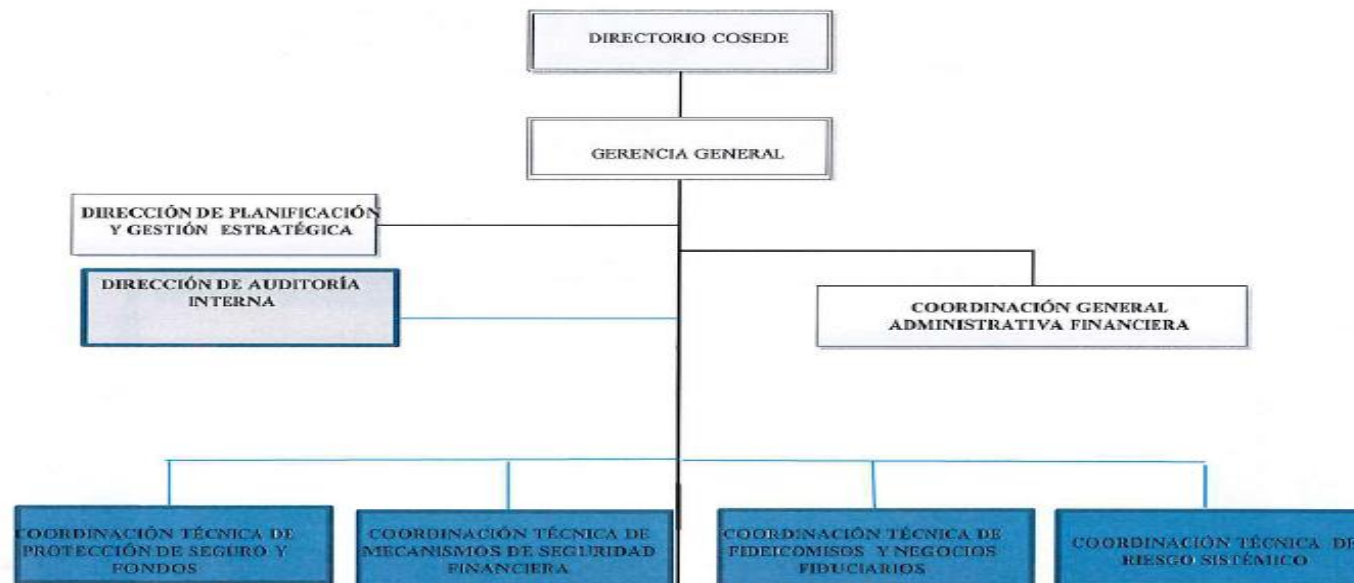 DIRECTORIO COSEDE
GERENCIA GENERAL
DIRECCIÓN DE PLANIFICACIÓN
Y GESTIÓN ESTRATÉGICA
DIRECCIÓN DE AUDITORÍA
INTERNA
COORDINACIÓN GENERAL
ADMINISTRATIVA FINANCIERA
COORDINACIÓN TÉCNICA DE
PROTECCIÓN DE SEGURO Y
FONDOS
COORDINACIÓN TÉCNICA DE
MECANISMOS DE SEGURIDAD
FINANCIERA
COORDINACIÓN TÉCNICA DE
FIDEICOMISOS Y NEGOCIOS
FIDUCIARIOS
COORDINACIÓN TÉCNICA DE
RIESGO SISTÉMICO